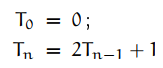 T₀ = 0 ;
Tₙ = 2Tₙ₋₁ + 1